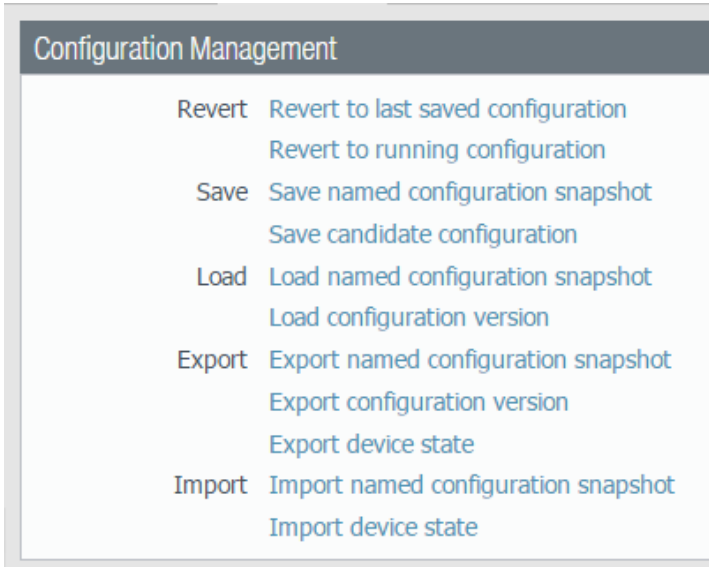 Configuration Management
Revert Revert to last saved configuration
Revert to running configuration
Save Save named configuration snapshot
Save candidate configuration
Load Load named configuration snapshot
Load configuration version
Export Export named configuration snapshot
Export configuration version
Export device state
Import Import named configuration snapshot
Import device state